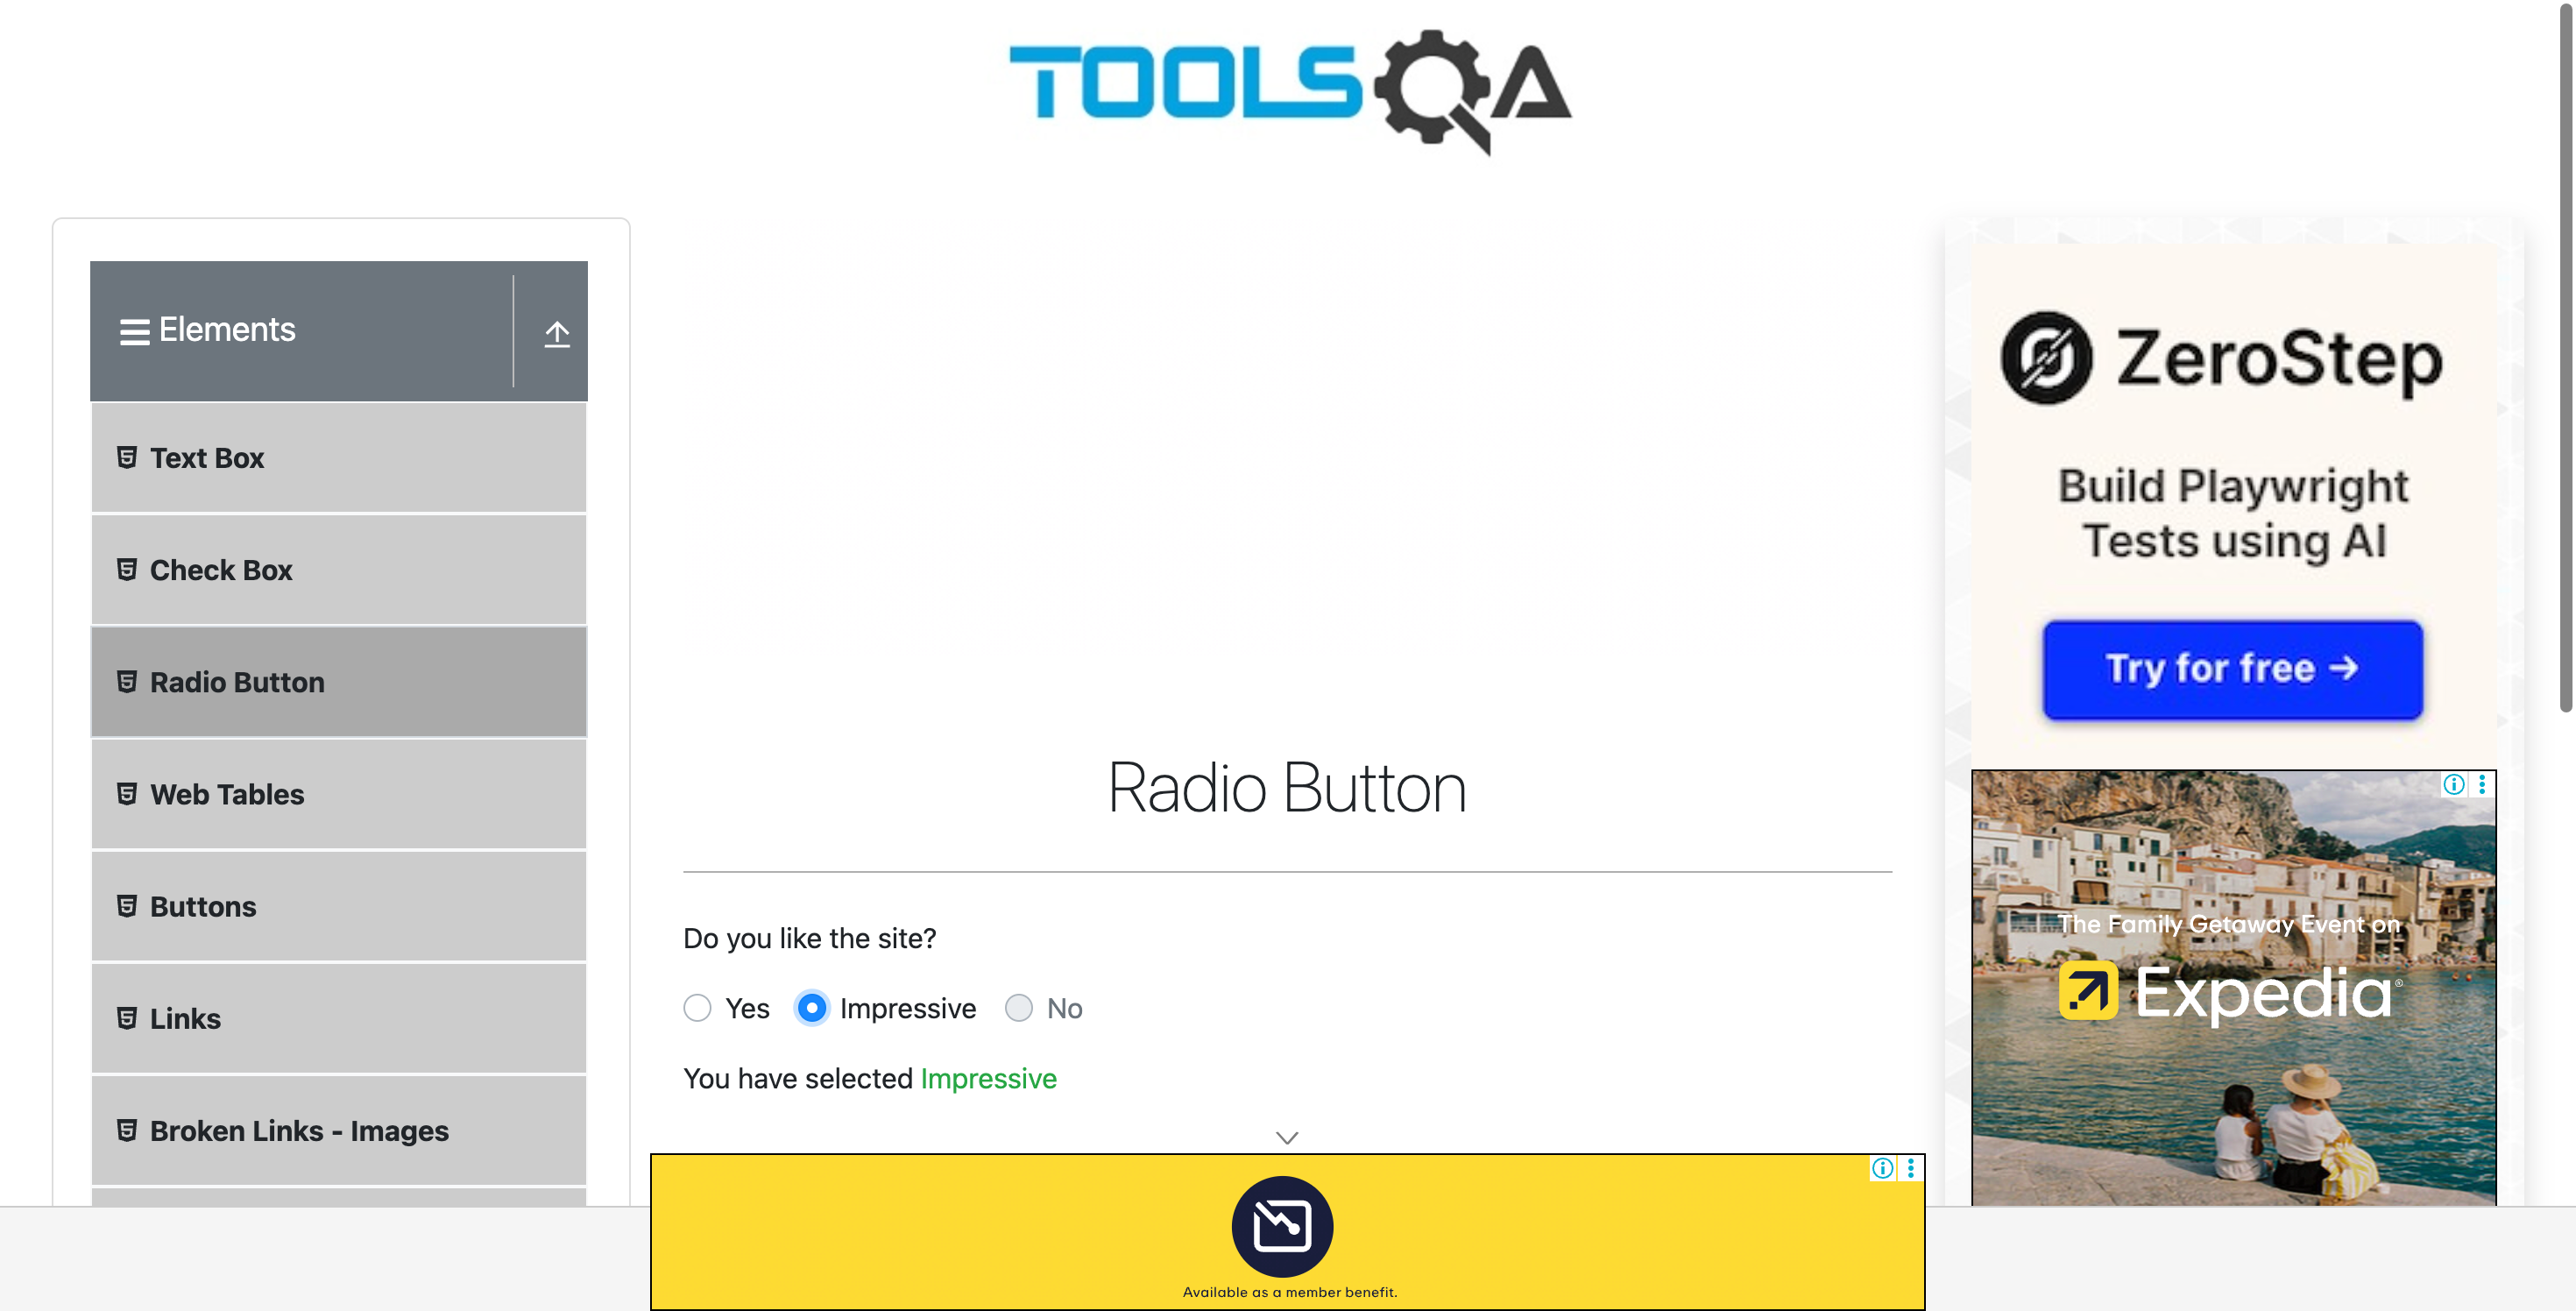 TOOLSQA
Elements
Text Box
Check Box
Radio Button
Web Tables
Buttons
Links
Broken Links - Images
Radio Button
Do you like the site?
Yes
Impressive
No
You have selected Impressive
Available as a member benefit.
ZeroStep
Build Playwright
Tests using AI
Try for free →
The Family Getaway Event on
Expedia®